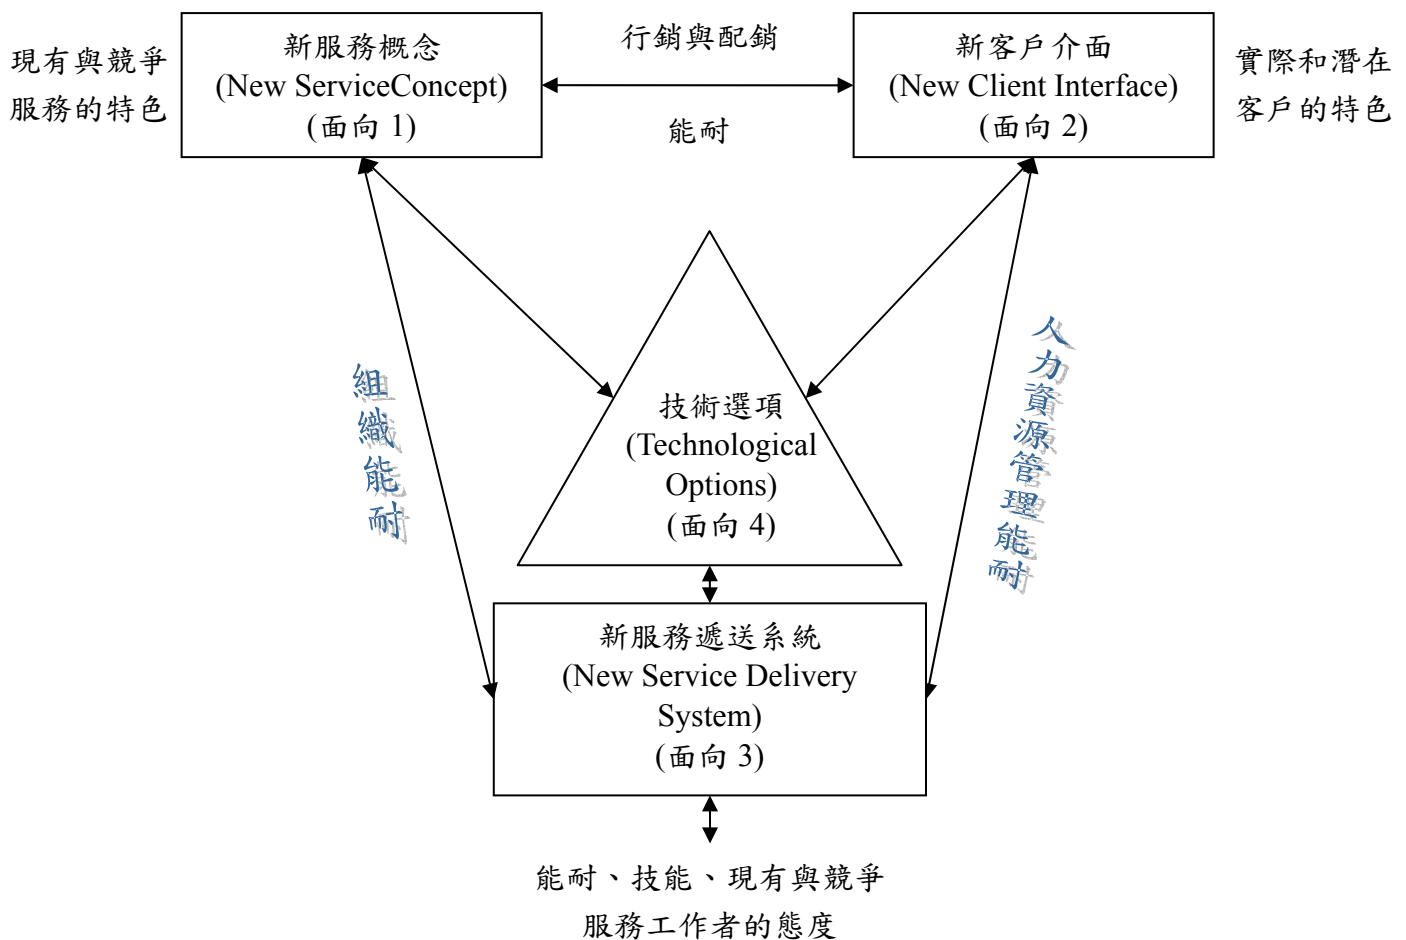 現有與競爭
服務的特色
新服務概念
(New ServiceConcept)
(面向 1)
行銷與配銷
能耐
新客戶介面
(New Client Interface)
(面向 2)
實際和潛在
客戶的特色
組織能耐
技術選項
(Technological
Options)
(面向 4)
人力資源管理能耐
新服務遞送系統
(New Service Delivery
System)
(面向 3)
能耐、技能、現有與競爭
服務工作者的態度